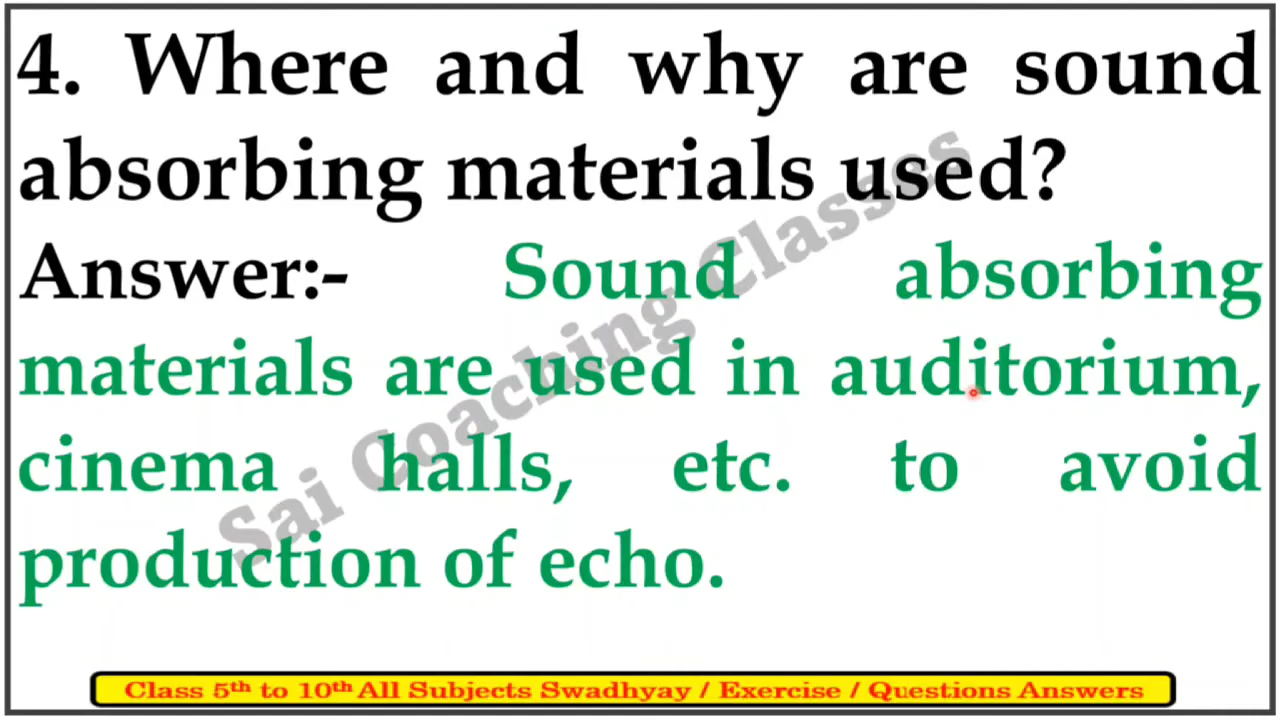 4. Where and why are sound
absorbing materials used?
Answer:- Sound absorbing
materials are used in auditorium,
cinema halls, etc. to avoid
production of echo.
Sai Coaching Classes
Class 5th to 10th All Subjects Swadhyay / Exercise / Questions Answers